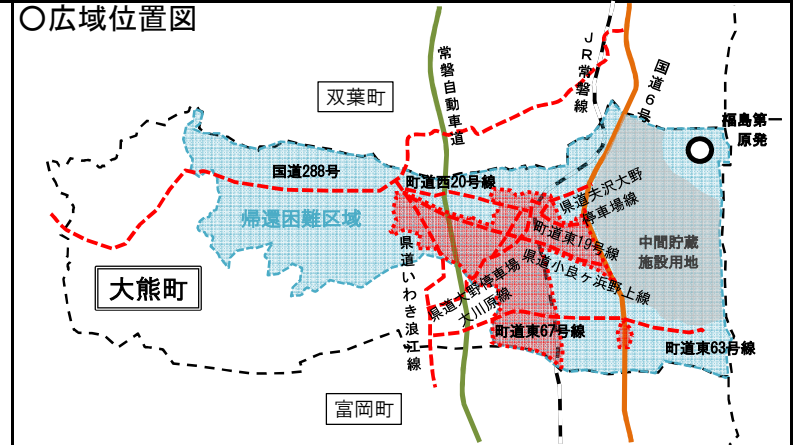 〇広域位置図
双葉町
常磐自動車道
JR常磐線
国道6号
福島第一
原発
国道288号
町道西20号線
県道夫沢大野
停車場線
帰還困難区域
町道東19号線
中間貯蔵
施設用地
県道小良ヶ浜野上線
大熊町
県道いわき浪江線
県道大野停車場
大川原線
町道東67号線
町道東63号線
富岡町